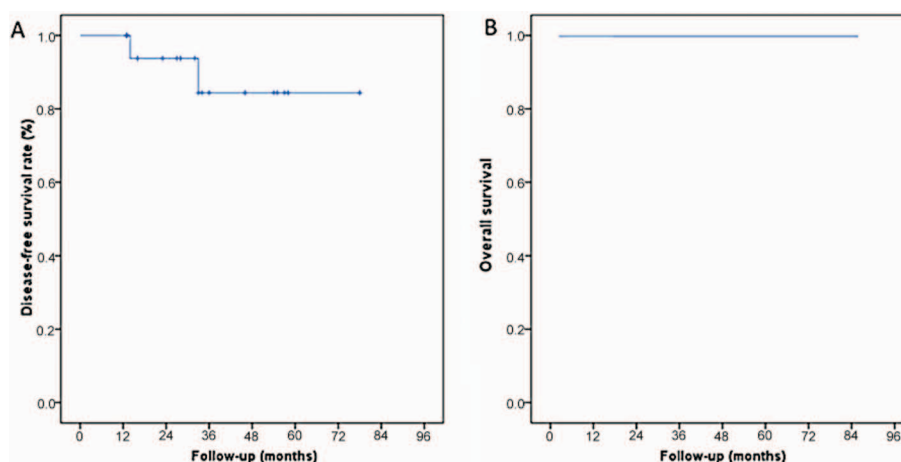 A
Disease-free survival rate (%)
1.0
0.8
0.6
0.4
0.2
0.0
0 12 24 36 48 60 72 84 96
Follow-up (months)
B
Overall survival
1.0
0.8
0.6
0.4
0.2
0.0
0 12 24 36 48 60 72 84 96
Follow-up (months)